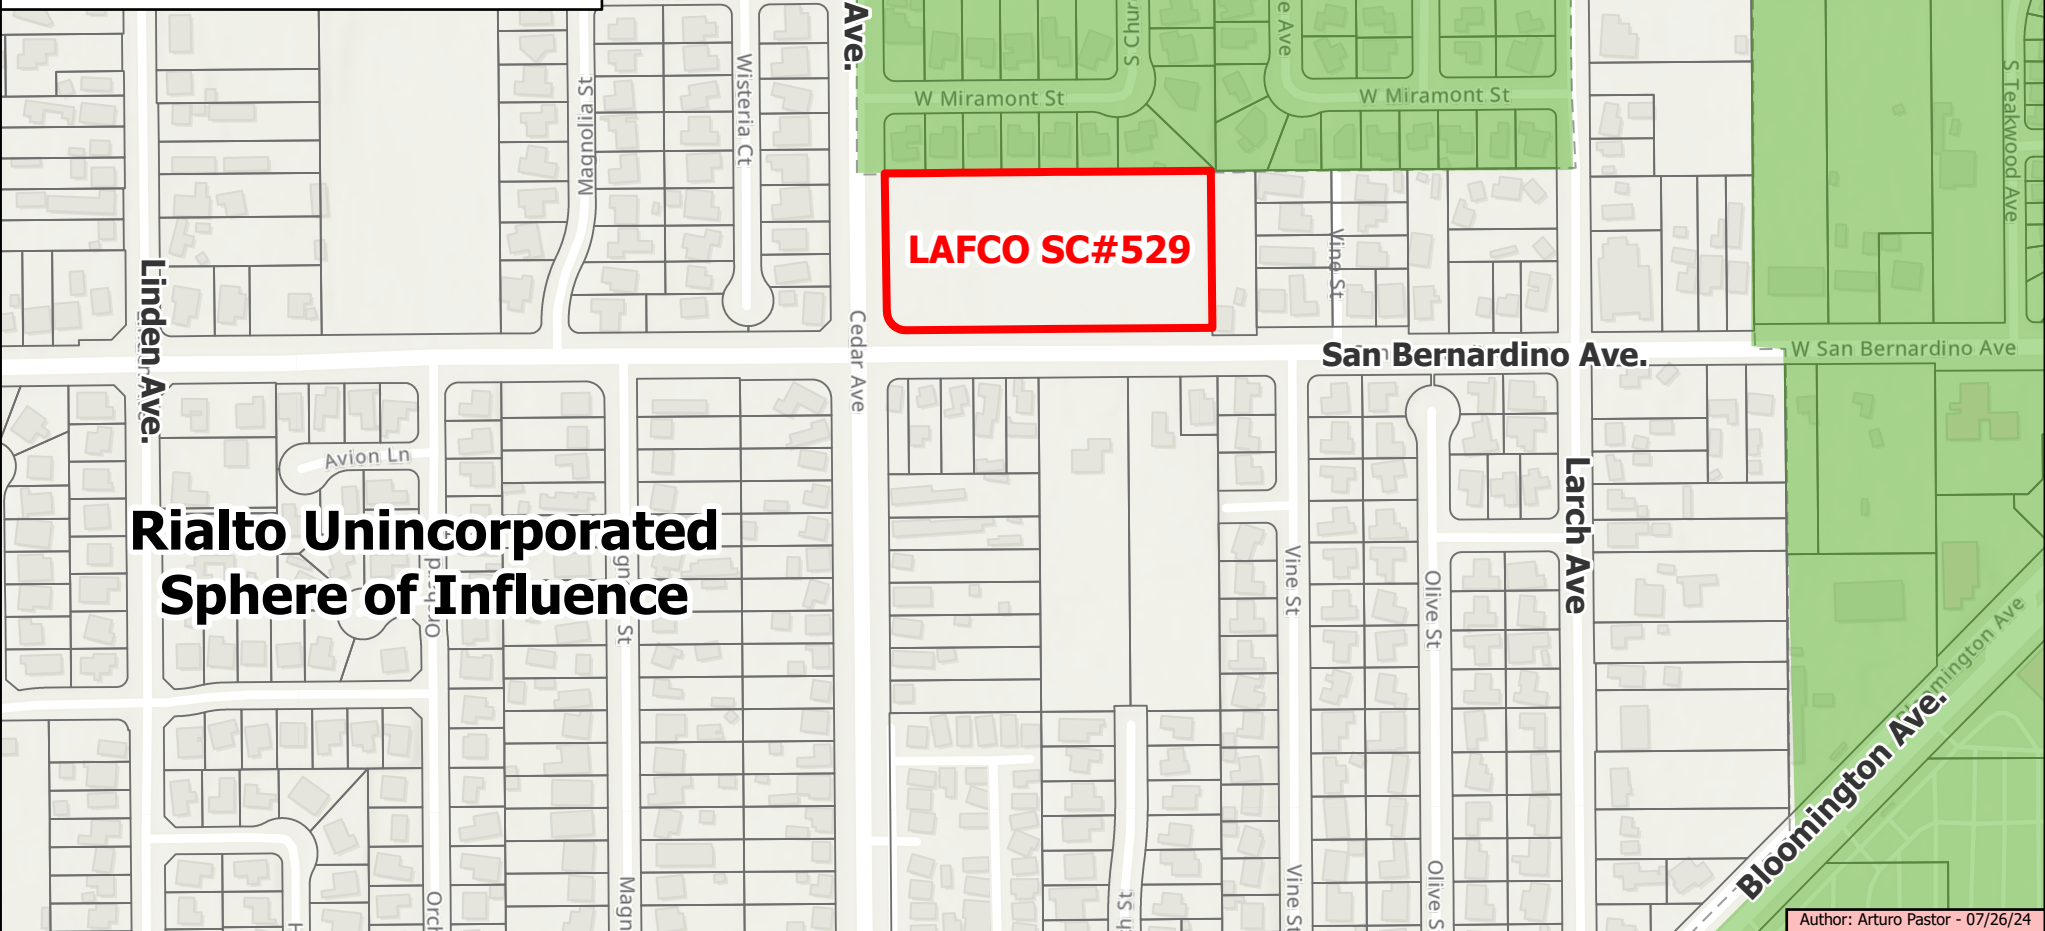 Ave.
S
e Ave
W Miramont St
W Miramont St
S Teakwood Ave
Magnolia St
Wisteria Ct
LAFCO SC#529
Vine St
Linden Ave.
Cedar Ave
San Bernardino Ave.
W San Bernardino Ave
Avion Ln
Larch Ave
Rialto Unincorporated
Sphere of Influence
St
Vine St
Olive St
Bloomington Ave.
mington Ave
Orch
Magn
St
Vine St
Olive S
Author: Arturo Pastor - 07/26/24